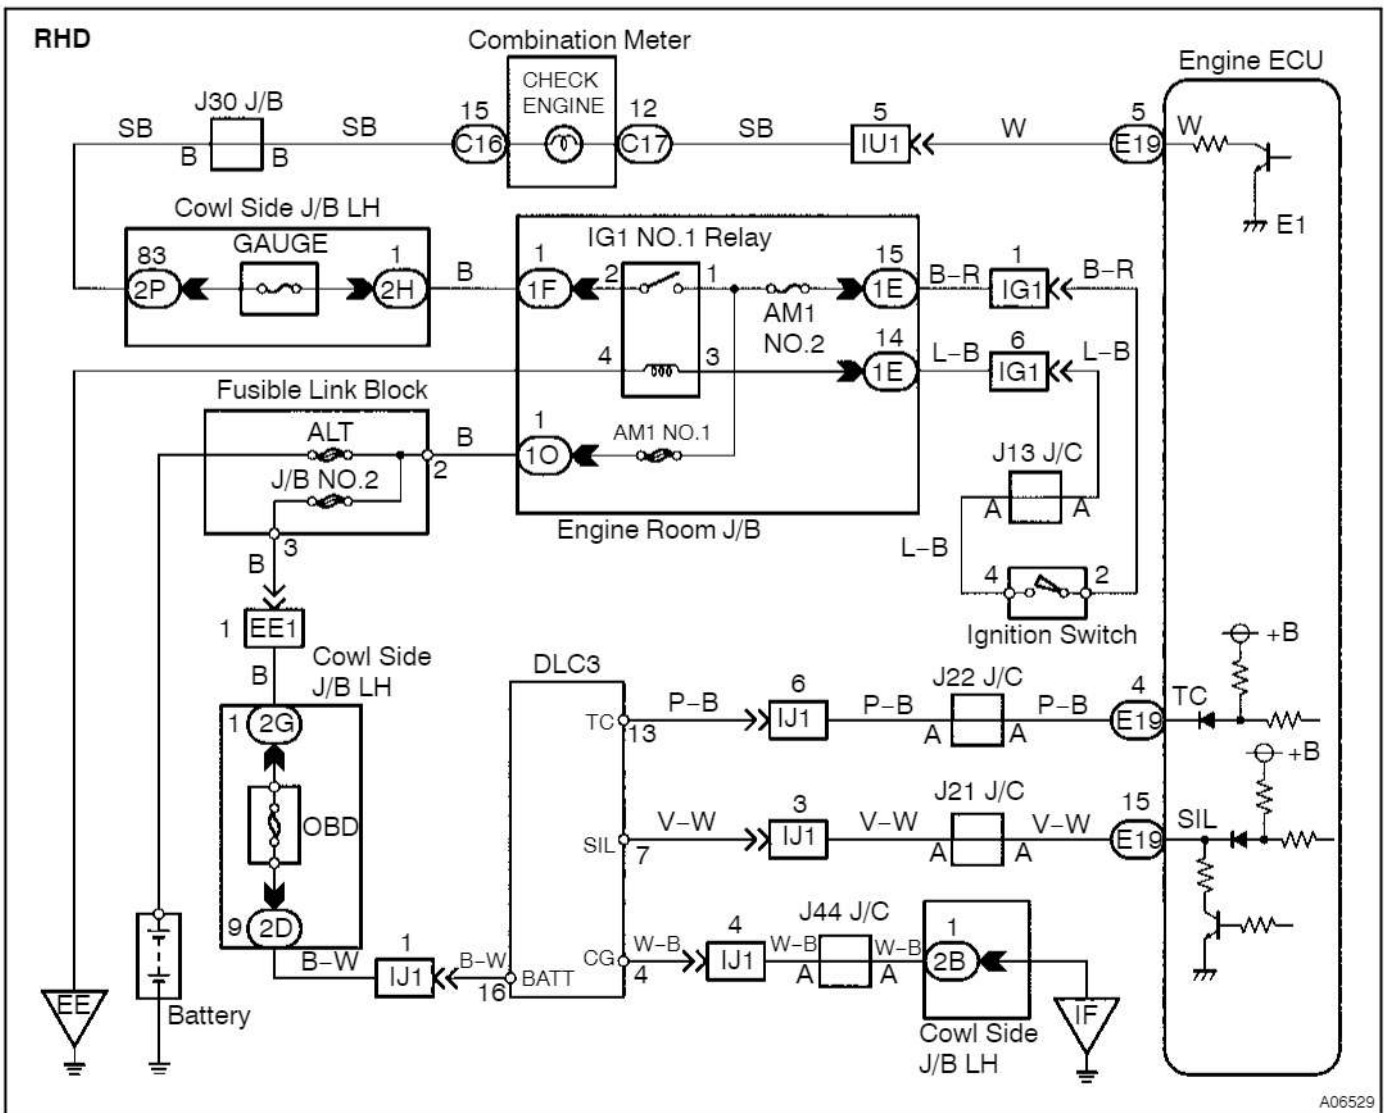 RHD
Combination Meter
Engine ECU
CHECK
ENGINE
J30 J/B
SB
B
B
SB
15
C16
12
C17
SB
5
IU1
W
5
E19
W
E1
Cowl Side J/B LH
GAUGE
83
2P
1
2H
B
IG1 NO.1 Relay
1
1F
2
1
AM1
NO.2
15
1E
B–R
1
IG1
B–R
4
3
14
1E
L–B
6
IG1
L–B
Fusible Link Block
ALT
J/B NO.2
2
B
1
1O
AM1 NO.1
Engine Room J/B
3
B
J13 J/C
A
A
L–B
4
2
Ignition Switch
1
EE1
B
Cowl Side
J/B LH
1
2G
OBD
9
2D
B–W
1
IJ1
B–W
16
DLC3
TC
13
P–B
6
IJ1
P–B
J22 J/C
A
A
P–B
4
E19
TC
+B
SIL
7
V–W
3
IJ1
V–W
J21 J/C
A
A
V–W
15
E19
SIL
+B
CG
4
BATT
W–B
4
IJ1
W–B
J44 J/C
A
A
W–B
1
2B
Cowl Side
J/B LH
IF
EE
Battery
A06529